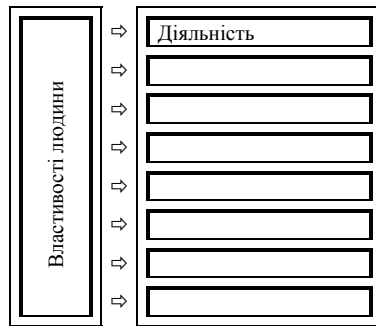 Властивості людини
Діяльність